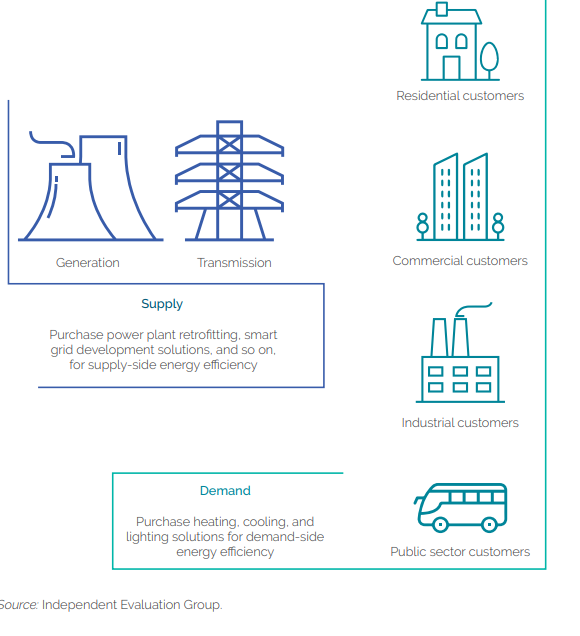 Residential customers
Commercial customers
Generation
Transmission
Supply
Purchase power plant retrofitting, smart
grid development solutions, and so on,
for supply-side energy efficiency
Industrial customers
Demand
Purchase heating, cooling, and
lighting solutions for demand-side
energy efficiency
Public sector customers
Source: Independent Evaluation Group.